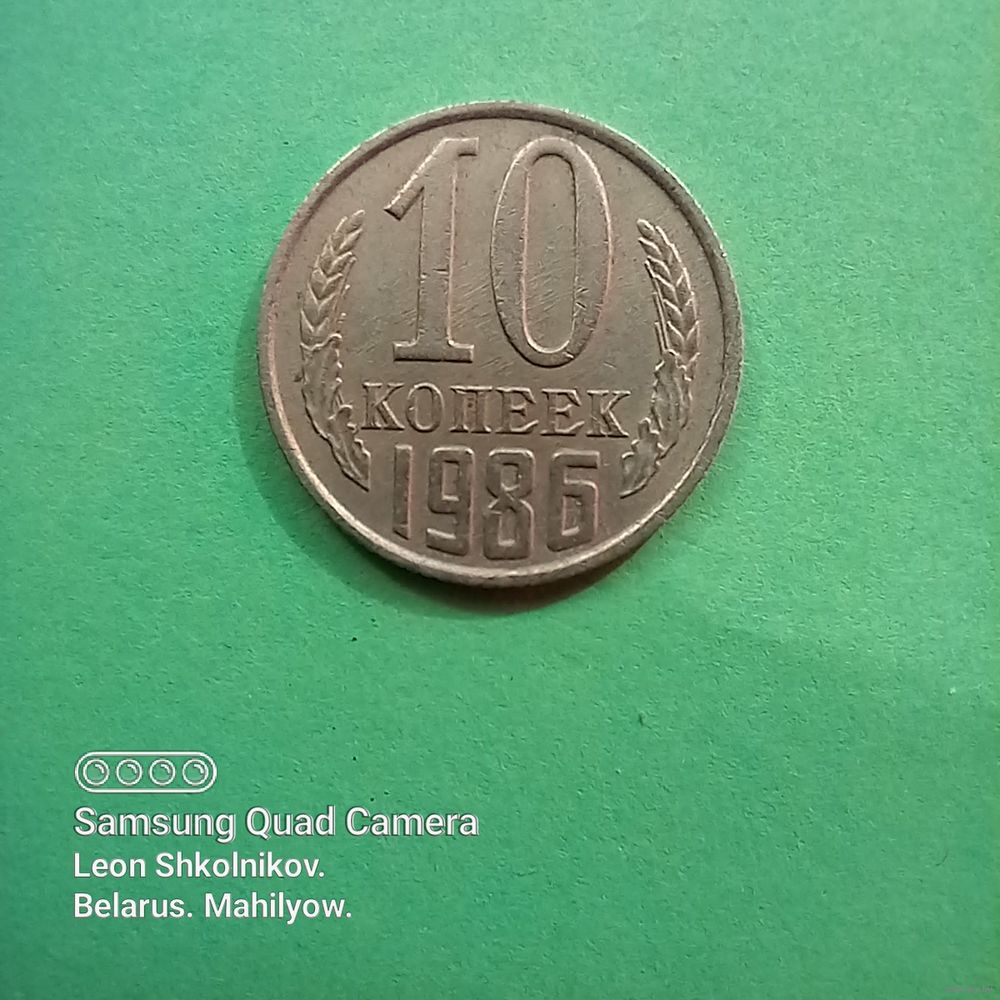 10
КОПЕЕК
1986
Samsung Quad Camera
Leon Shkolnikov.
Belarus. Mahilyow.